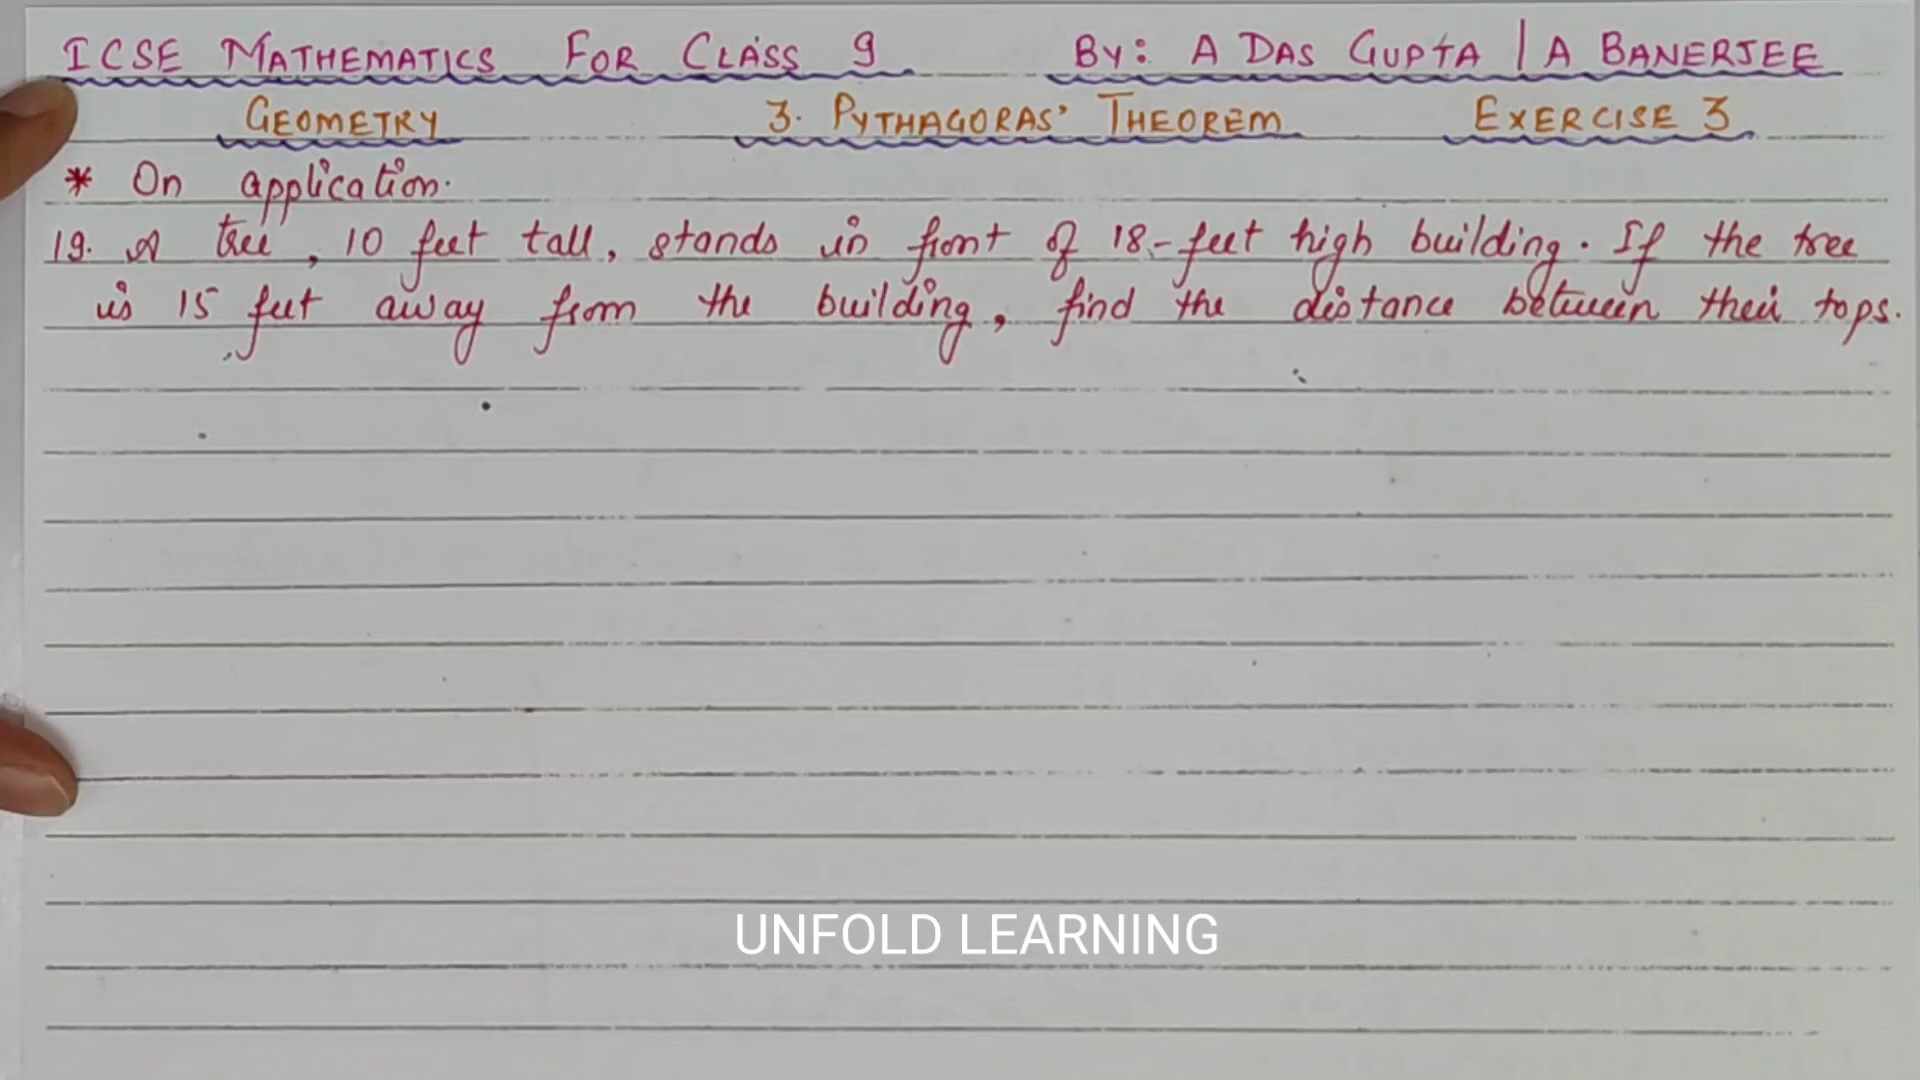 ICSE MATHEMATICS FOR CLASS 9 BY: A DAS GUPTA | A BANERJEE
GEOMETRY 3. PYTHAGORAS' THEOREM EXERCISE 3
* On application.
19. A tree, 10 feet tall, stands in front of 18-feet high building. If the tree
is 15 feet away from the building, find the distance between their tops.
UNFOLD LEARNING